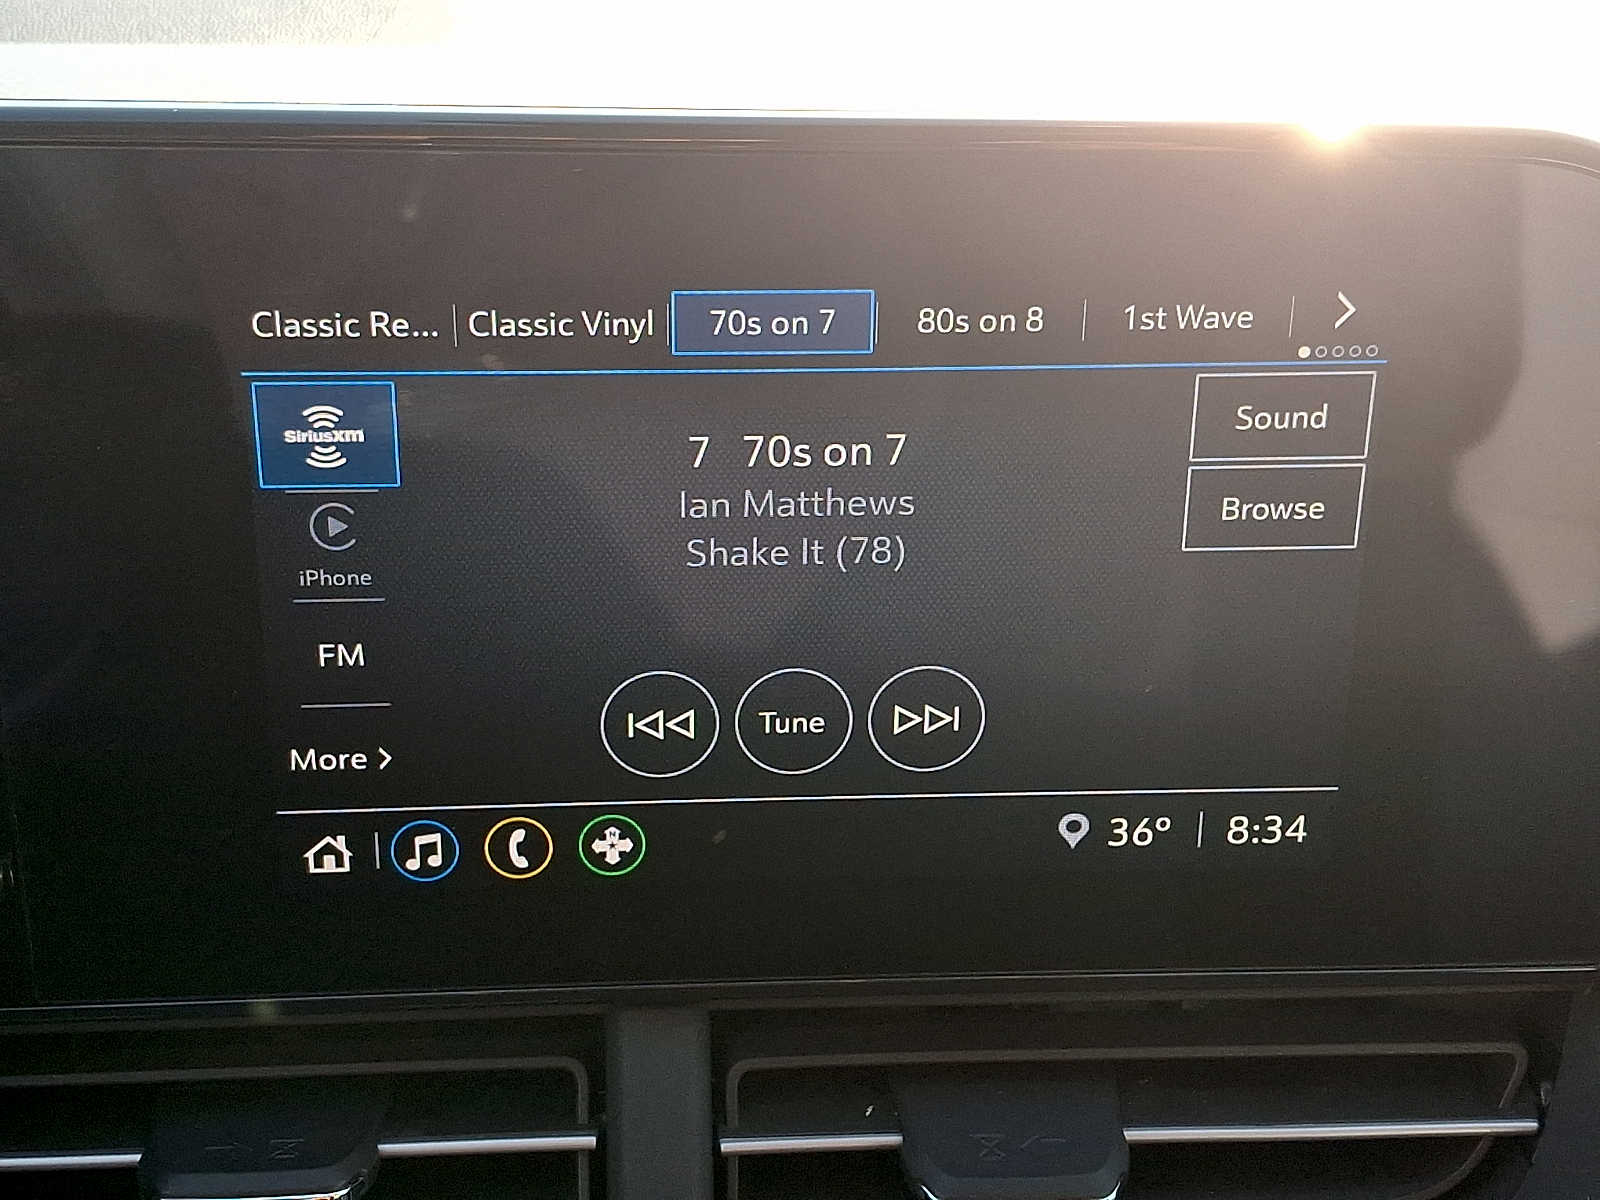 Classic Re... Classic Vinyl 70s on 7 80s on 8 1st Wave
SiriusXM
iPhone
FM
More
7 70s on 7
Ian Matthews
Shake It (78)
Sound
Browse
Tune
N
36° 8:34